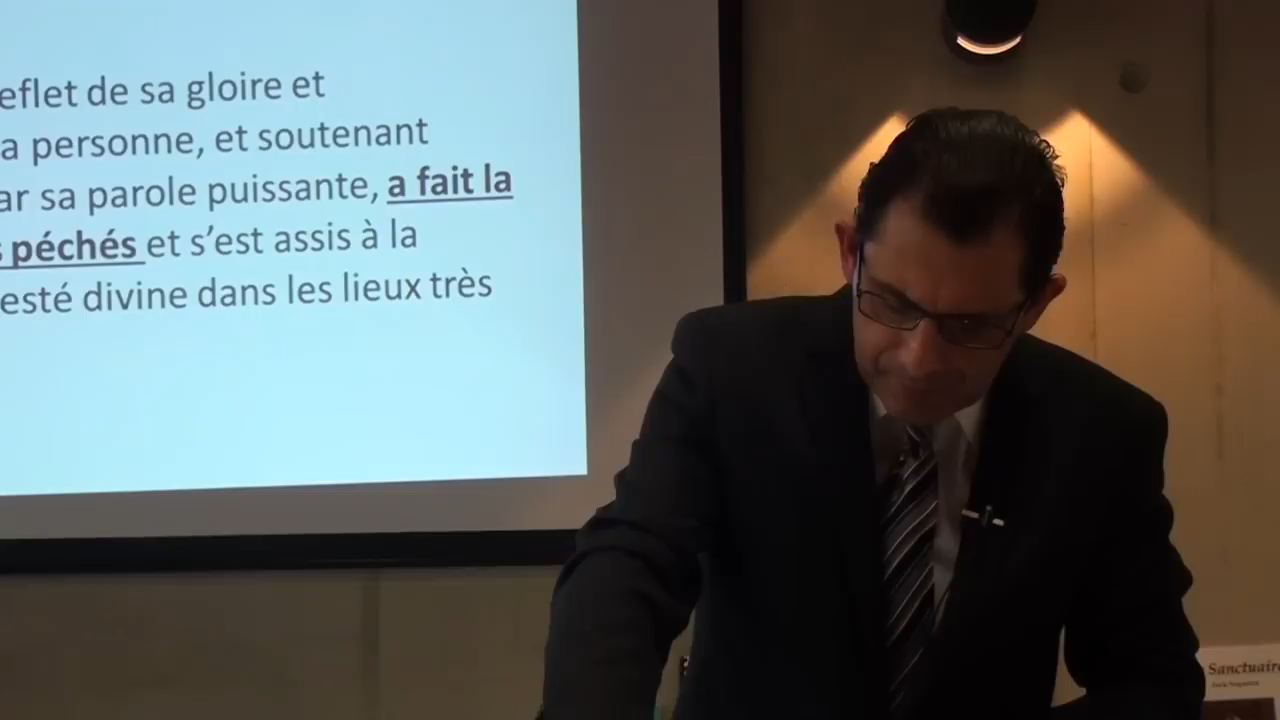 eflet de sa gloire et
a personne, et soutenant
ar sa parole puissante, a fait la
s péchés et s’est assis à la
esté divine dans les lieux très
Sanctuair